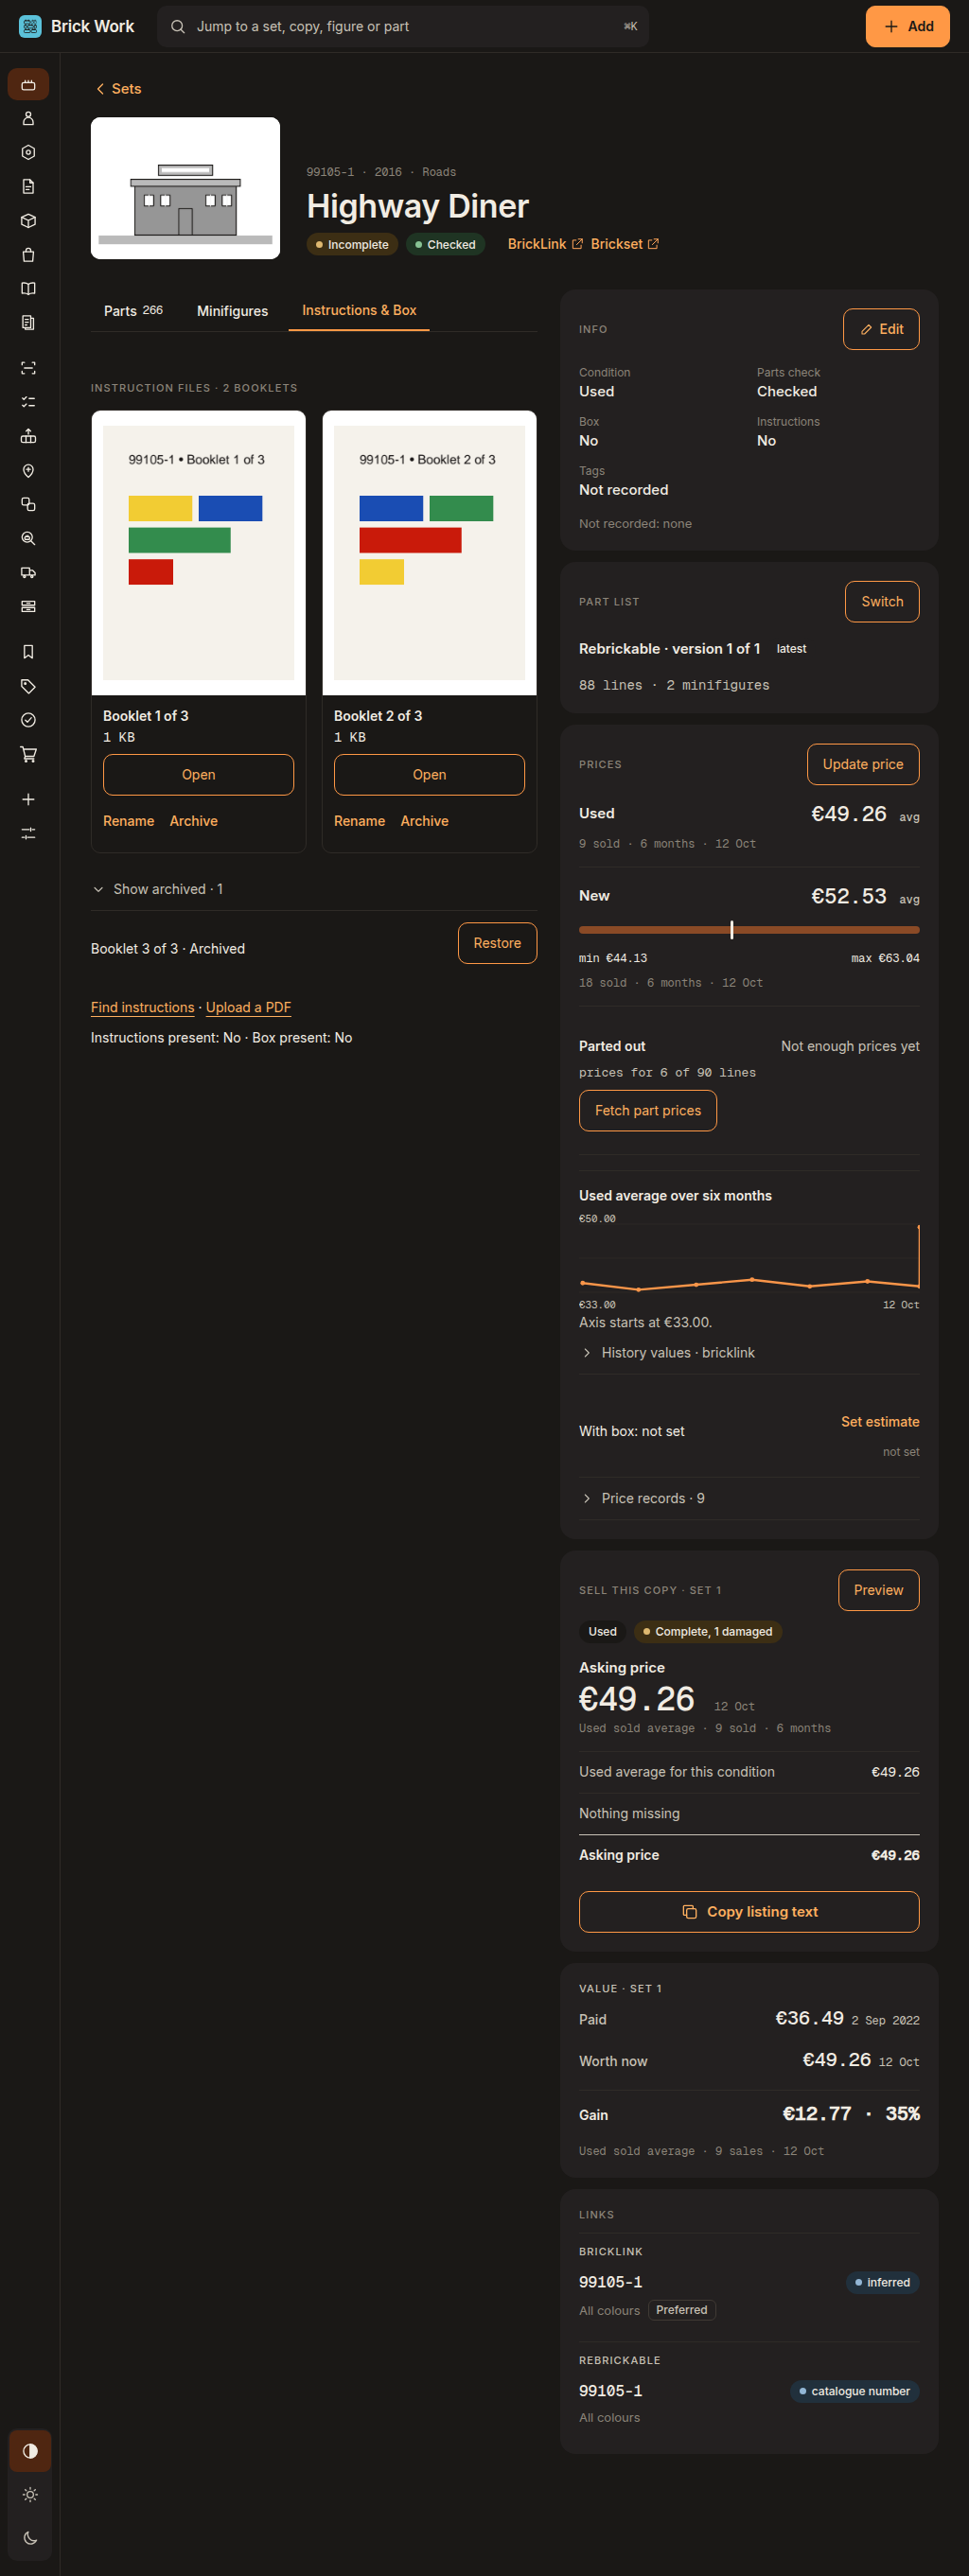 Brick Work
Jump to a set, copy, figure or part
⌘K
Add
Sets
99105-1 · 2016 · Roads
Highway Diner
Incomplete
Checked
BrickLink
Brickset
Parts 266
Minifigures
Instructions & Box
INSTRUCTION FILES · 2 BOOKLETS
99105-1 • Booklet 1 of 3
Booklet 1 of 3
1 KB
Open
Rename
Archive
99105-1 • Booklet 2 of 3
Booklet 2 of 3
1 KB
Open
Rename
Archive
Show archived · 1
Booklet 3 of 3 · Archived
Restore
Find instructions · Upload a PDF
Instructions present: No · Box present: No
INFO
Edit
Condition
Used
Parts check
Checked
Box
No
Instructions
No
Tags
Not recorded
Not recorded: none
PART LIST
Switch
Rebrickable · version 1 of 1 latest
88 lines · 2 minifigures
PRICES
Update price
Used
€49.26 avg
9 sold · 6 months · 12 Oct
New
€52.53 avg
min €44.13
max €63.04
18 sold · 6 months · 12 Oct
Parted out
Not enough prices yet
prices for 6 of 90 lines
Fetch part prices
Used average over six months
€50.00
€33.00
12 Oct
Axis starts at €33.00.
History values · bricklink
With box: not set
Set estimate
not set
Price records · 9
SELL THIS COPY · SET 1
Preview
Used
Complete, 1 damaged
Asking price
€49.26 12 Oct
Used sold average · 9 sold · 6 months
Used average for this condition
€49.26
Nothing missing
Asking price
€49.26
Copy listing text
VALUE · SET 1
Paid
€36.49 2 Sep 2022
Worth now
€49.26 12 Oct
Gain
€12.77 · 35%
Used sold average · 9 sales · 12 Oct
LINKS
BRICKLINK
99105-1
inferred
All colours Preferred
REBRICKABLE
99105-1
catalogue number
All colours